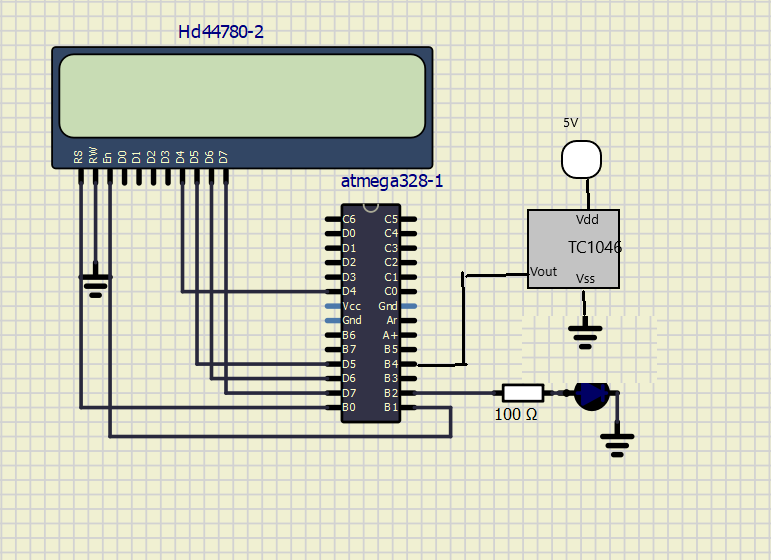 Hd44780-2
RS RW En D0 D1 D2 D3 D4 D5 D6 D7
atmega328-1
C6 C5
D0 C4
D1 C3
D2 C2
D3 C1
D4 C0
Vcc Gnd
Gnd Ar
B6 A+
B7 B5
D5 B4
D6 B3
D7 B2
B0 B1
5V
Vdd
TC1046
Vout
Vss
100 Ω